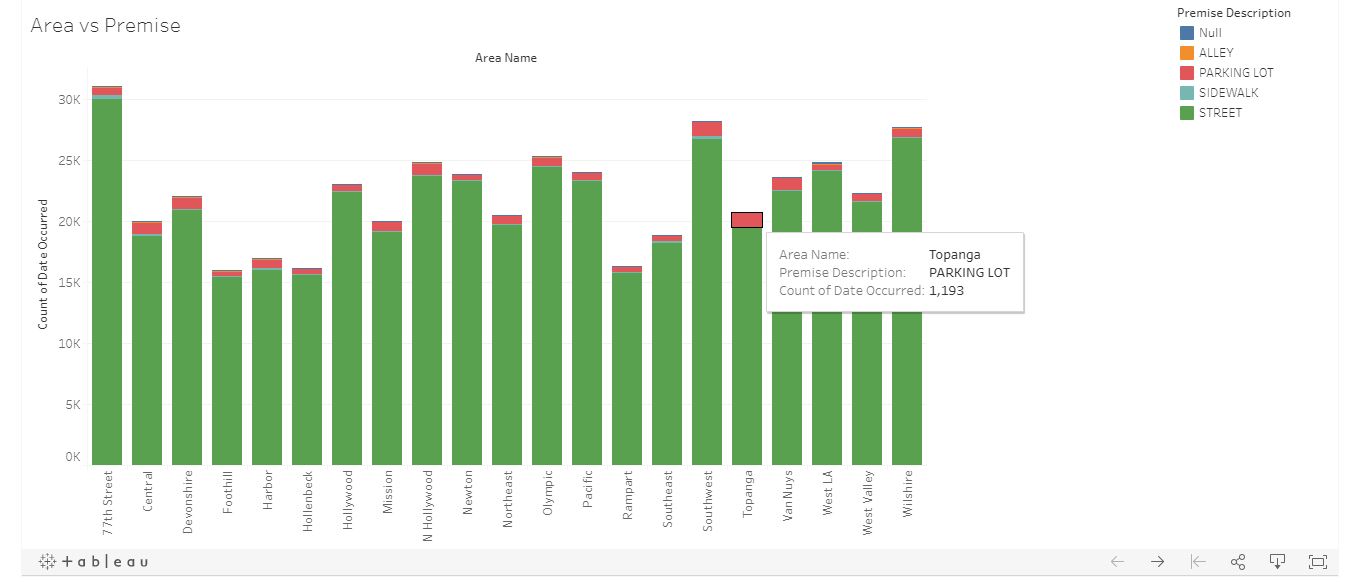 Area vs Premise
Area Name
Premise Description
Null
ALLEY
PARKING LOT
SIDEWALK
STREET
Count of Date Occurred
30K
25K
20K
15K
10K
5K
0K
Area Name: Topanga
Premise Description: PARKING LOT
Count of Date Occurred: 1,193
77th Street
Central
Devonshire
Foothill
Harbor
Hollenbeck
Hollywood
Mission
N Hollywood
Newton
Northeast
Olympic
Pacific
Rampart
Southeast
Southwest
Topanga
Van Nuys
West LA
West Valley
Wilshire
+ a b l e a u